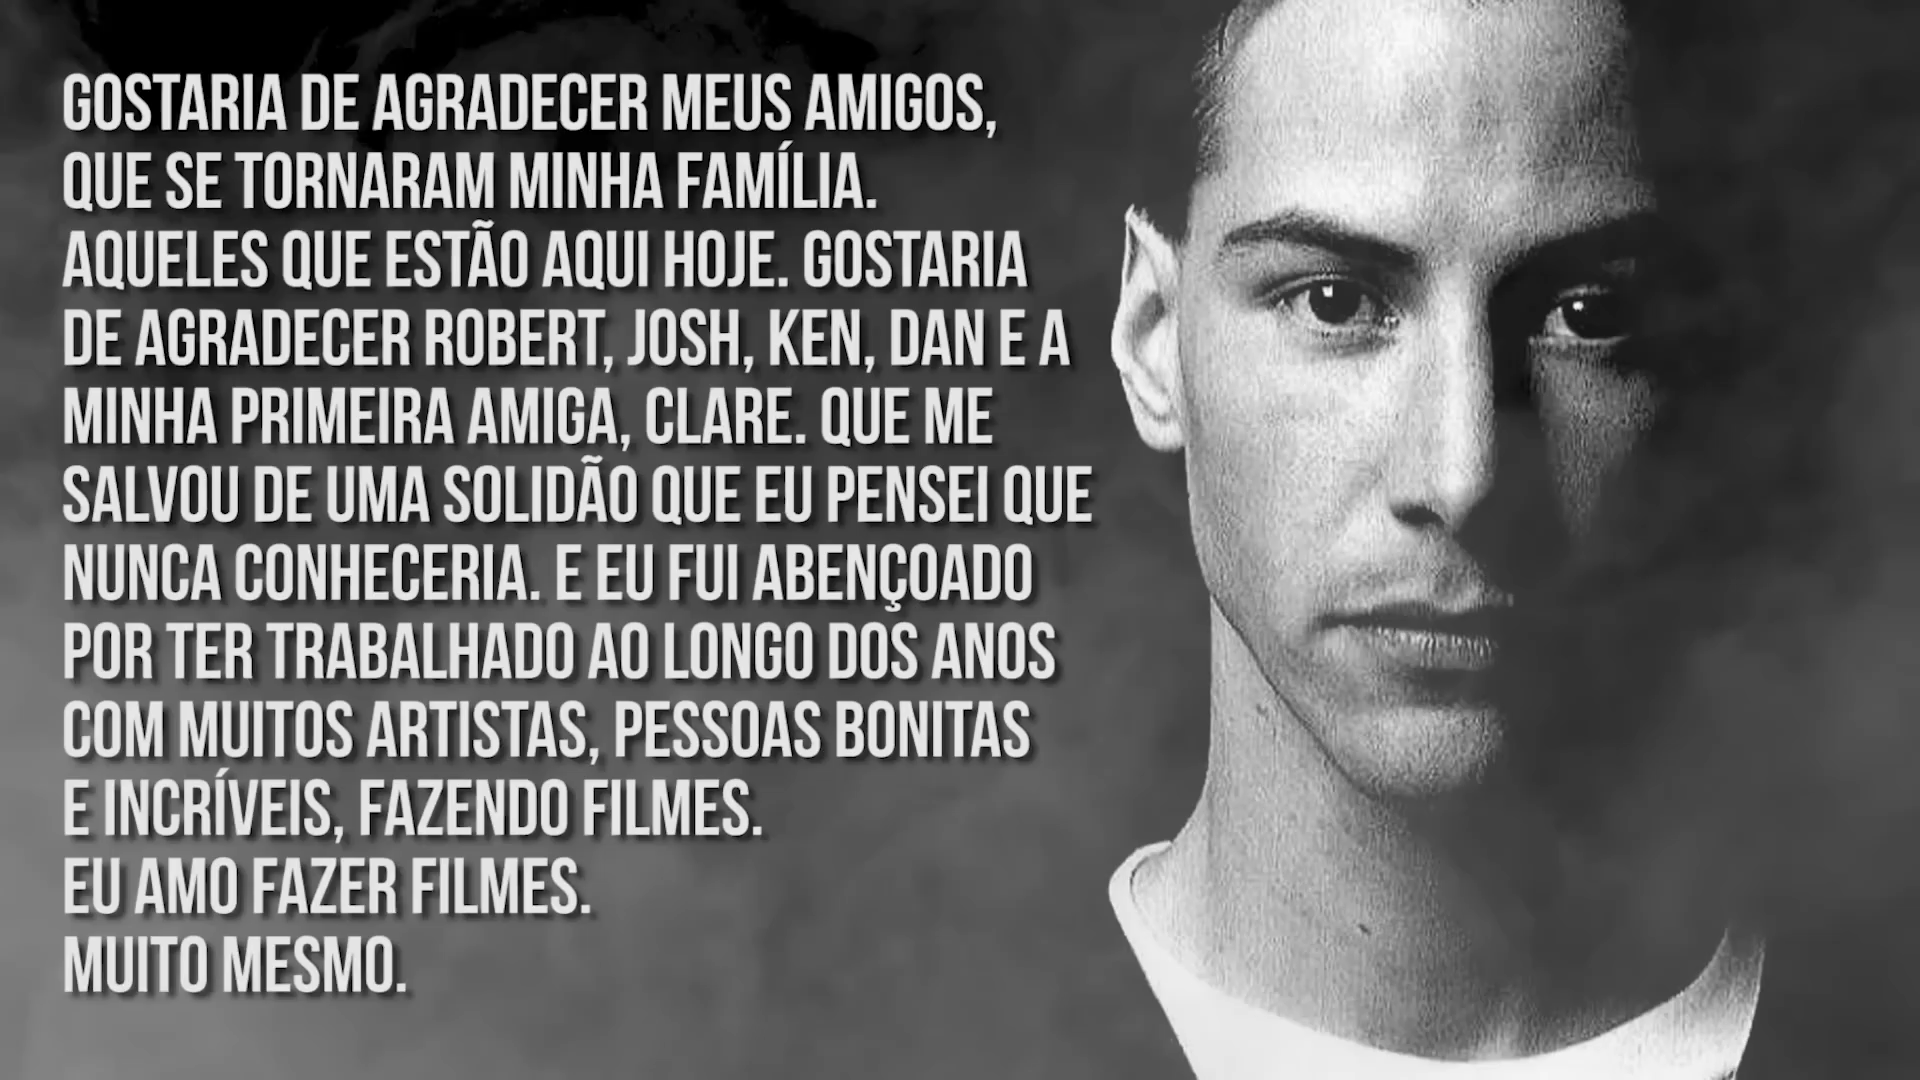 GOSTARIA DE AGRADECER MEUS AMIGOS,
QUE SE TORNARAM MINHA FAMÍLIA.
AQUELES QUE ESTÃO AQUI HOJE. GOSTARIA
DE AGRADECER ROBERT, JOSH, KEN, DAN E A
MINHA PRIMEIRA AMIGA, CLARE. QUE ME
SALVOU DE UMA SOLIDÃO QUE EU PENSEI QUE
NUNCA CONHECERIA. E EU FUI ABENÇOADO
POR TER TRABALHADO AO LONGO DOS ANOS
COM MUITOS ARTISTAS, PESSOAS BONITAS
E INCRÍVEIS, FAZENDO FILMES.
EU AMO FAZER FILMES.
MUITO MESMO.